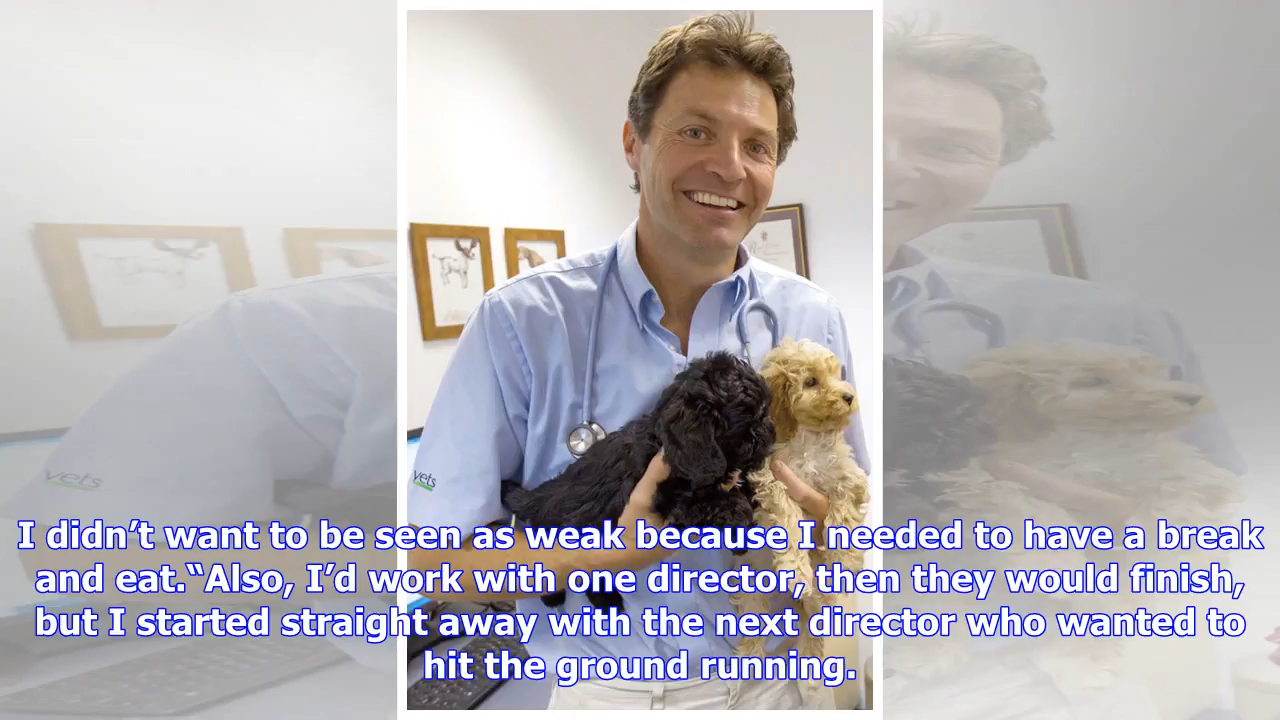 vets
vets
I didn’t want to be seen as weak because I needed to have a break
and eat.“Also, I’d work with one director, then they would finish,
but I started straight away with the next director who wanted to
hit the ground running.